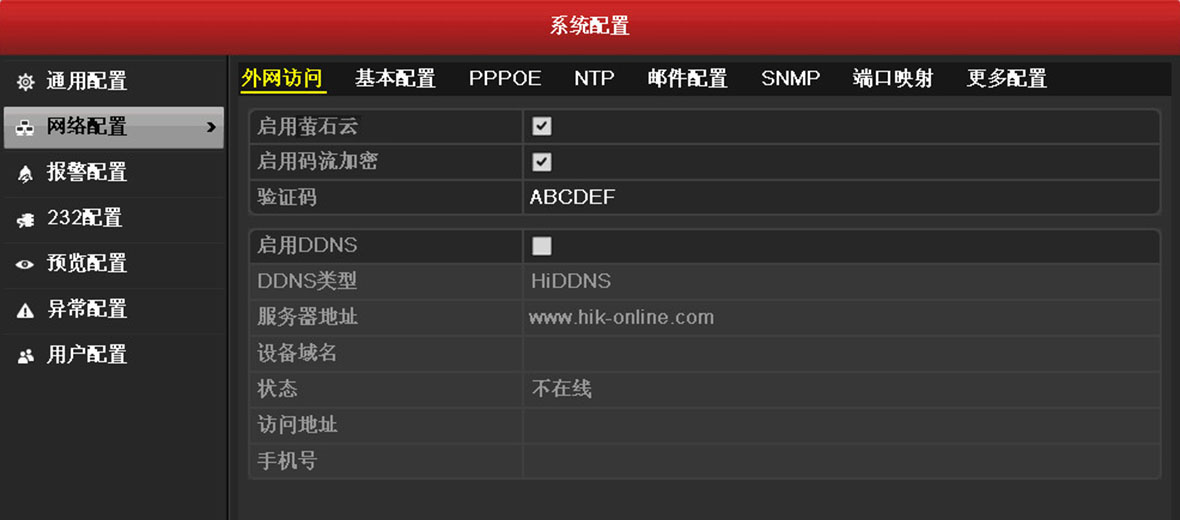 系统配置
通用配置
网络配置
报警配置
232配置
预览配置
异常配置
用户配置
外网访问 基本配置 PPPOE NTP 邮件配置 SNMP 端口映射 更多配置
启用萤石云
启用码流加密
验证码 ABCDEF
启用DDNS
DDNS类型 HiDDNS
服务器地址 www.hik-online.com
设备域名
状态 不在线
访问地址
手机号